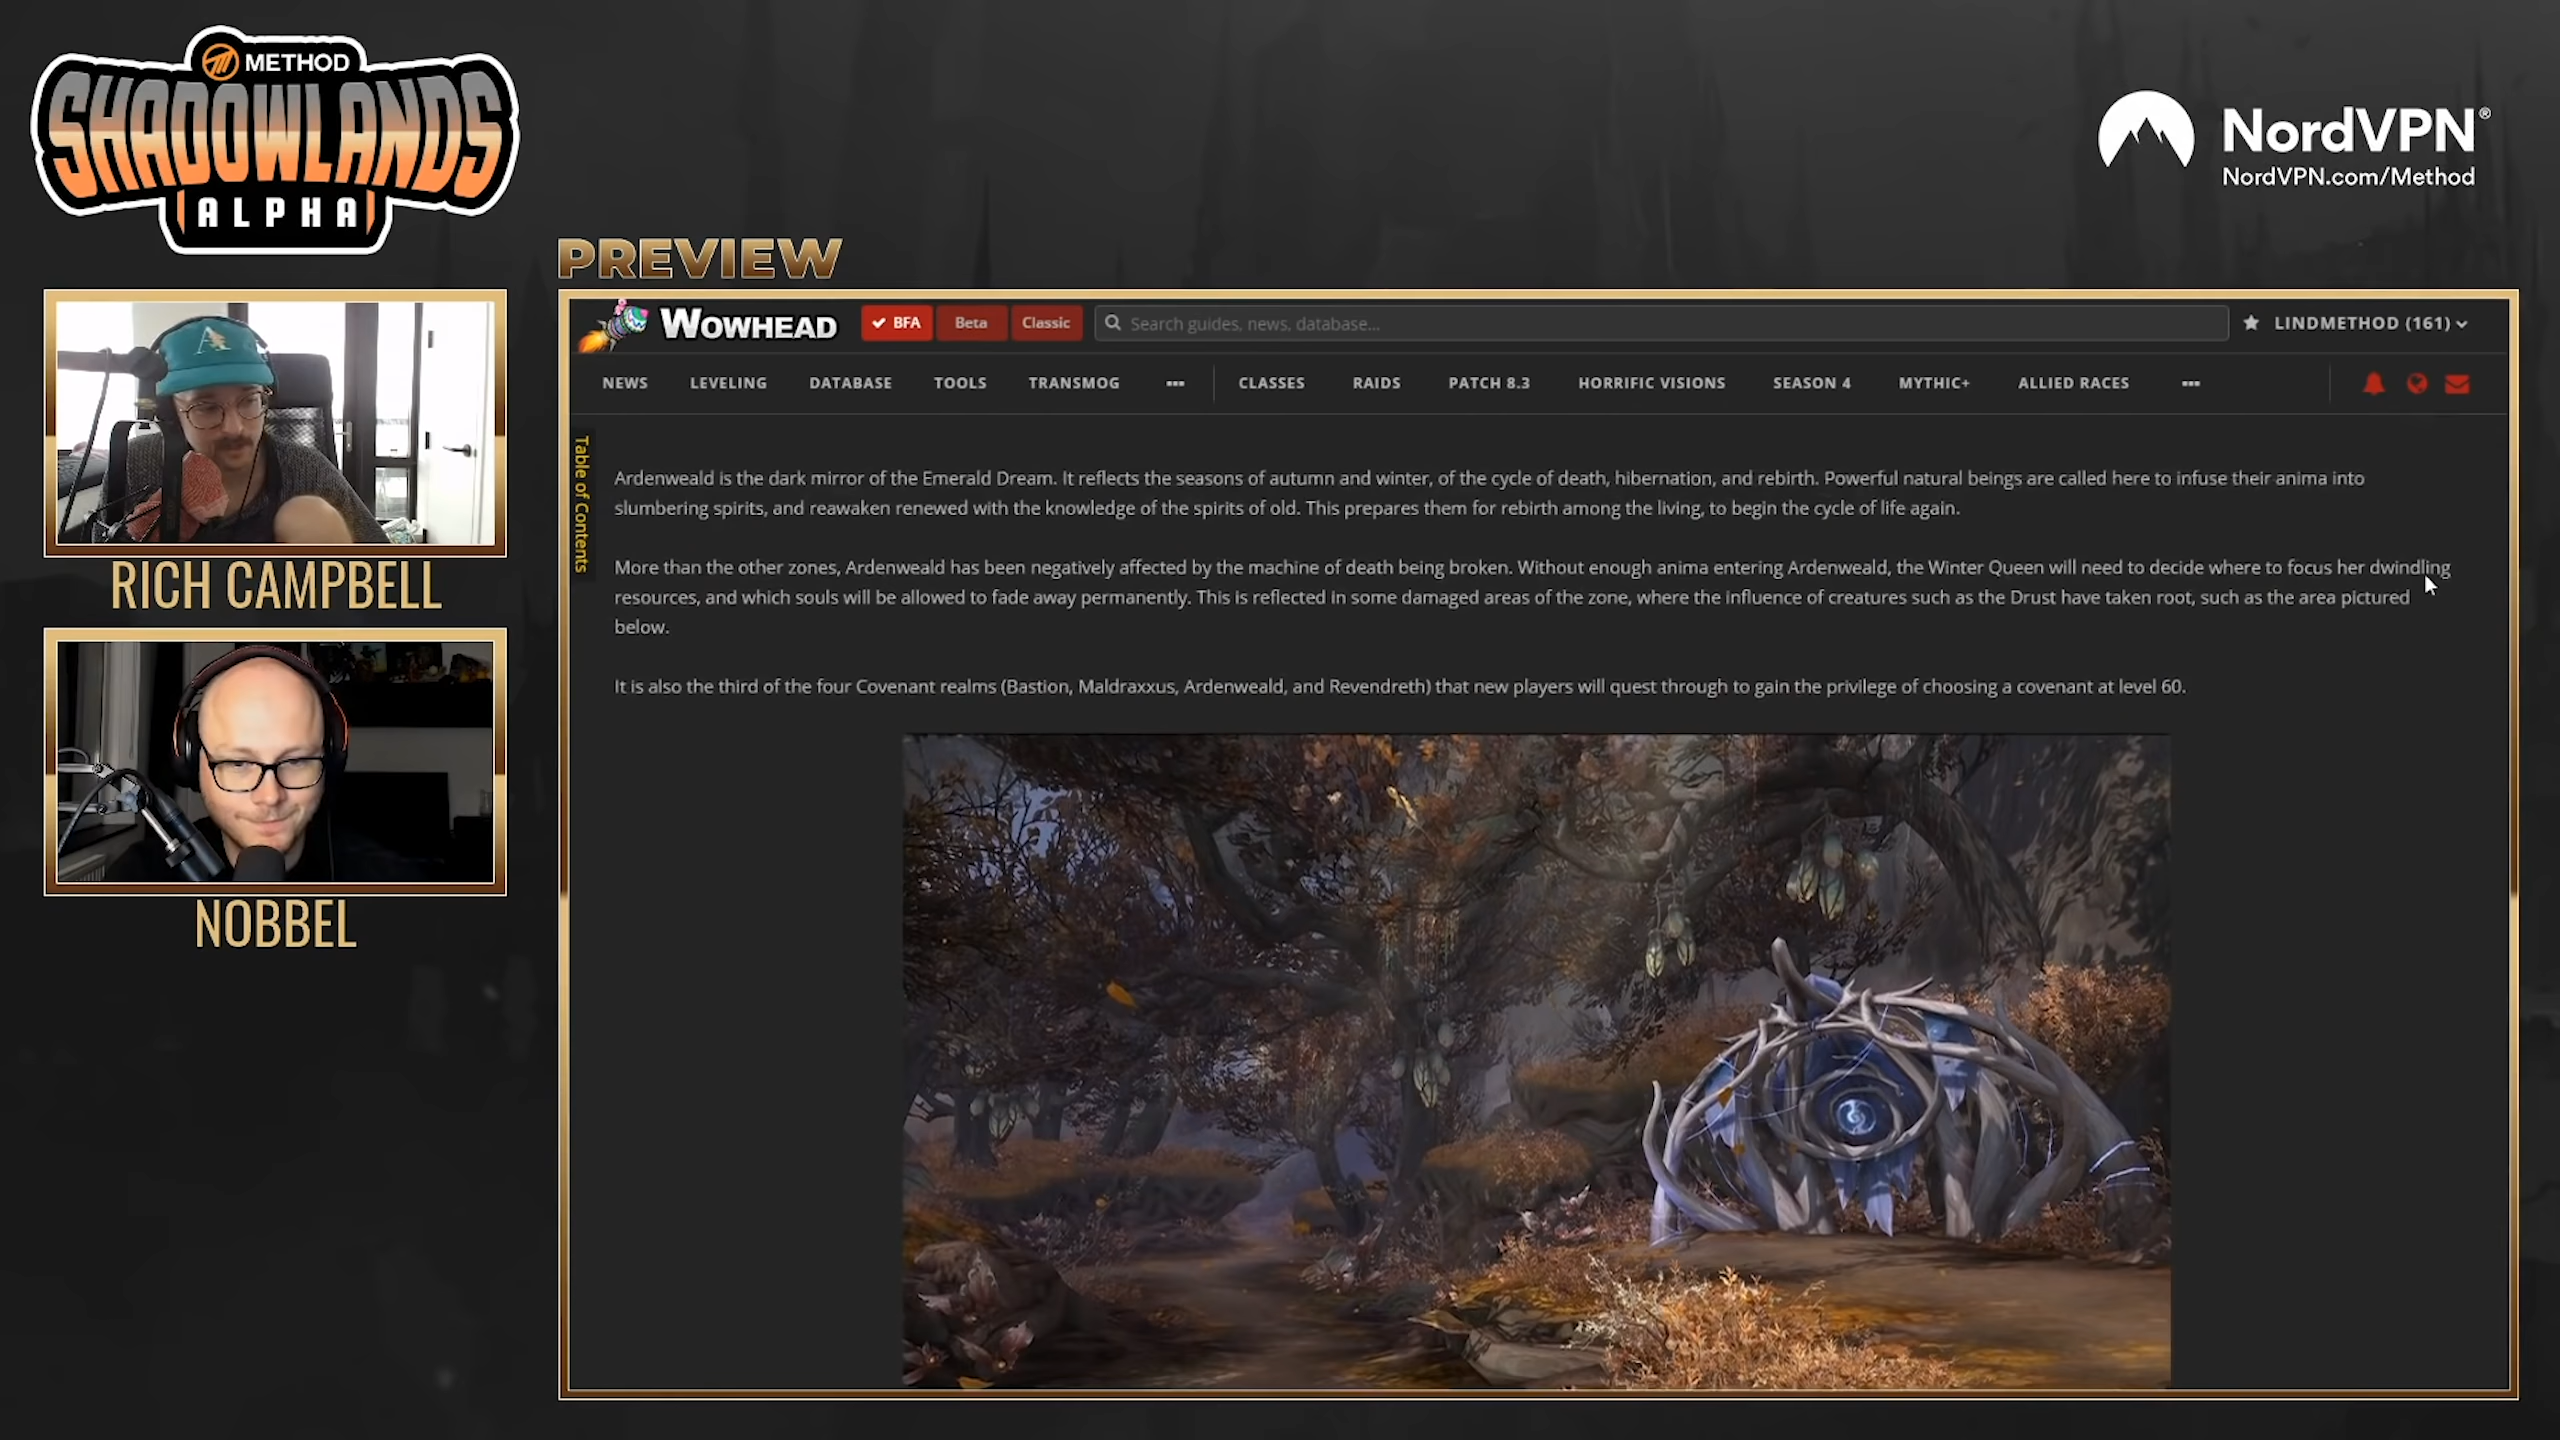 METHOD
SHADOWLANDS
ALPHA
NordVPN®
NordVPN.com/Method
PREVIEW
WOWHEAD
BFA
Beta
Classic
Search guides, news, database...
LINDMETHOD (161)
NEWS
LEVELING
DATABASE
TOOLS
TRANSMOG
CLASSES
RAIDS
PATCH 8.3
HORRIFIC VISIONS
SEASON 4
MYTHIC+
ALLIED RACES
Table of Contents
Ardenweald is the dark mirror of the Emerald Dream. It reflects the seasons of autumn and winter, of the cycle of death, hibernation, and rebirth. Powerful natural beings are called here to infuse their anima into
slumbering spirits, and reawaken renewed with the knowledge of the spirits of old. This prepares them for rebirth among the living, to begin the cycle of life again.
More than the other zones, Ardenweald has been negatively affected by the machine of death being broken. Without enough anima entering Ardenweald, the Winter Queen will need to decide where to focus her dwindling
resources, and which souls will be allowed to fade away permanently. This is reflected in some damaged areas of the zone, where the influence of creatures such as the Drust have taken root, such as the area pictured
below.
It is also the third of the four Covenant realms (Bastion, Maldraxxus, Ardenweald, and Revendreth) that new players will quest through to gain the privilege of choosing a covenant at level 60.
RICH CAMPBELL
NOBBEL